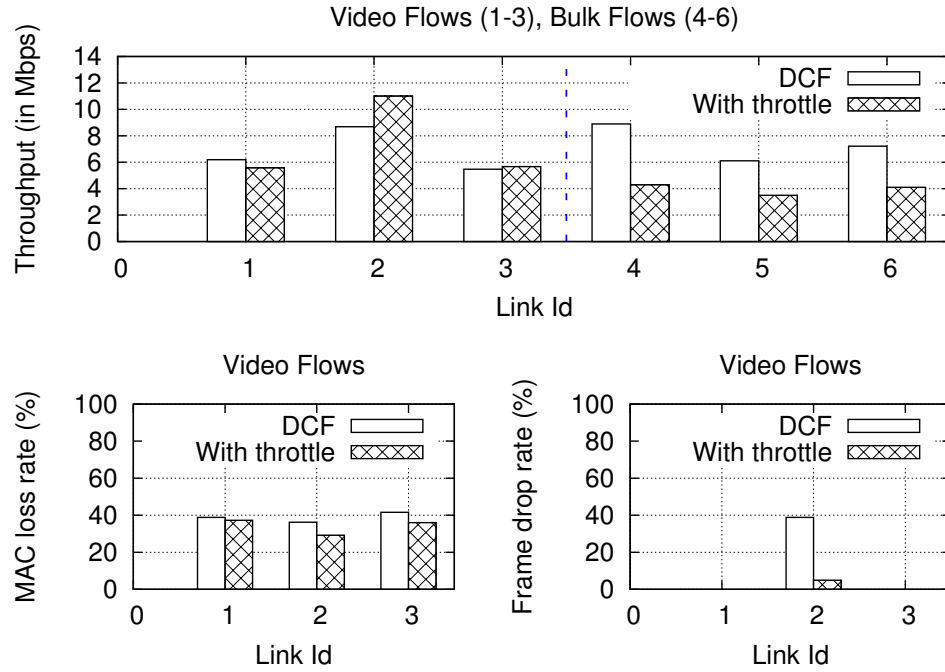 Video Flows (1-3), Bulk Flows (4-6)
Throughput (in Mbps)
14
12
10
8
6
4
2
0
DCF
With throttle
0 1 2 3 4 5 6
Link Id
Video Flows
MAC loss rate (%)
100
80
60
40
20
0
DCF
With throttle
0 1 2 3
Link Id
Video Flows
Frame drop rate (%)
100
80
60
40
20
0
DCF
With throttle
0 1 2 3
Link Id